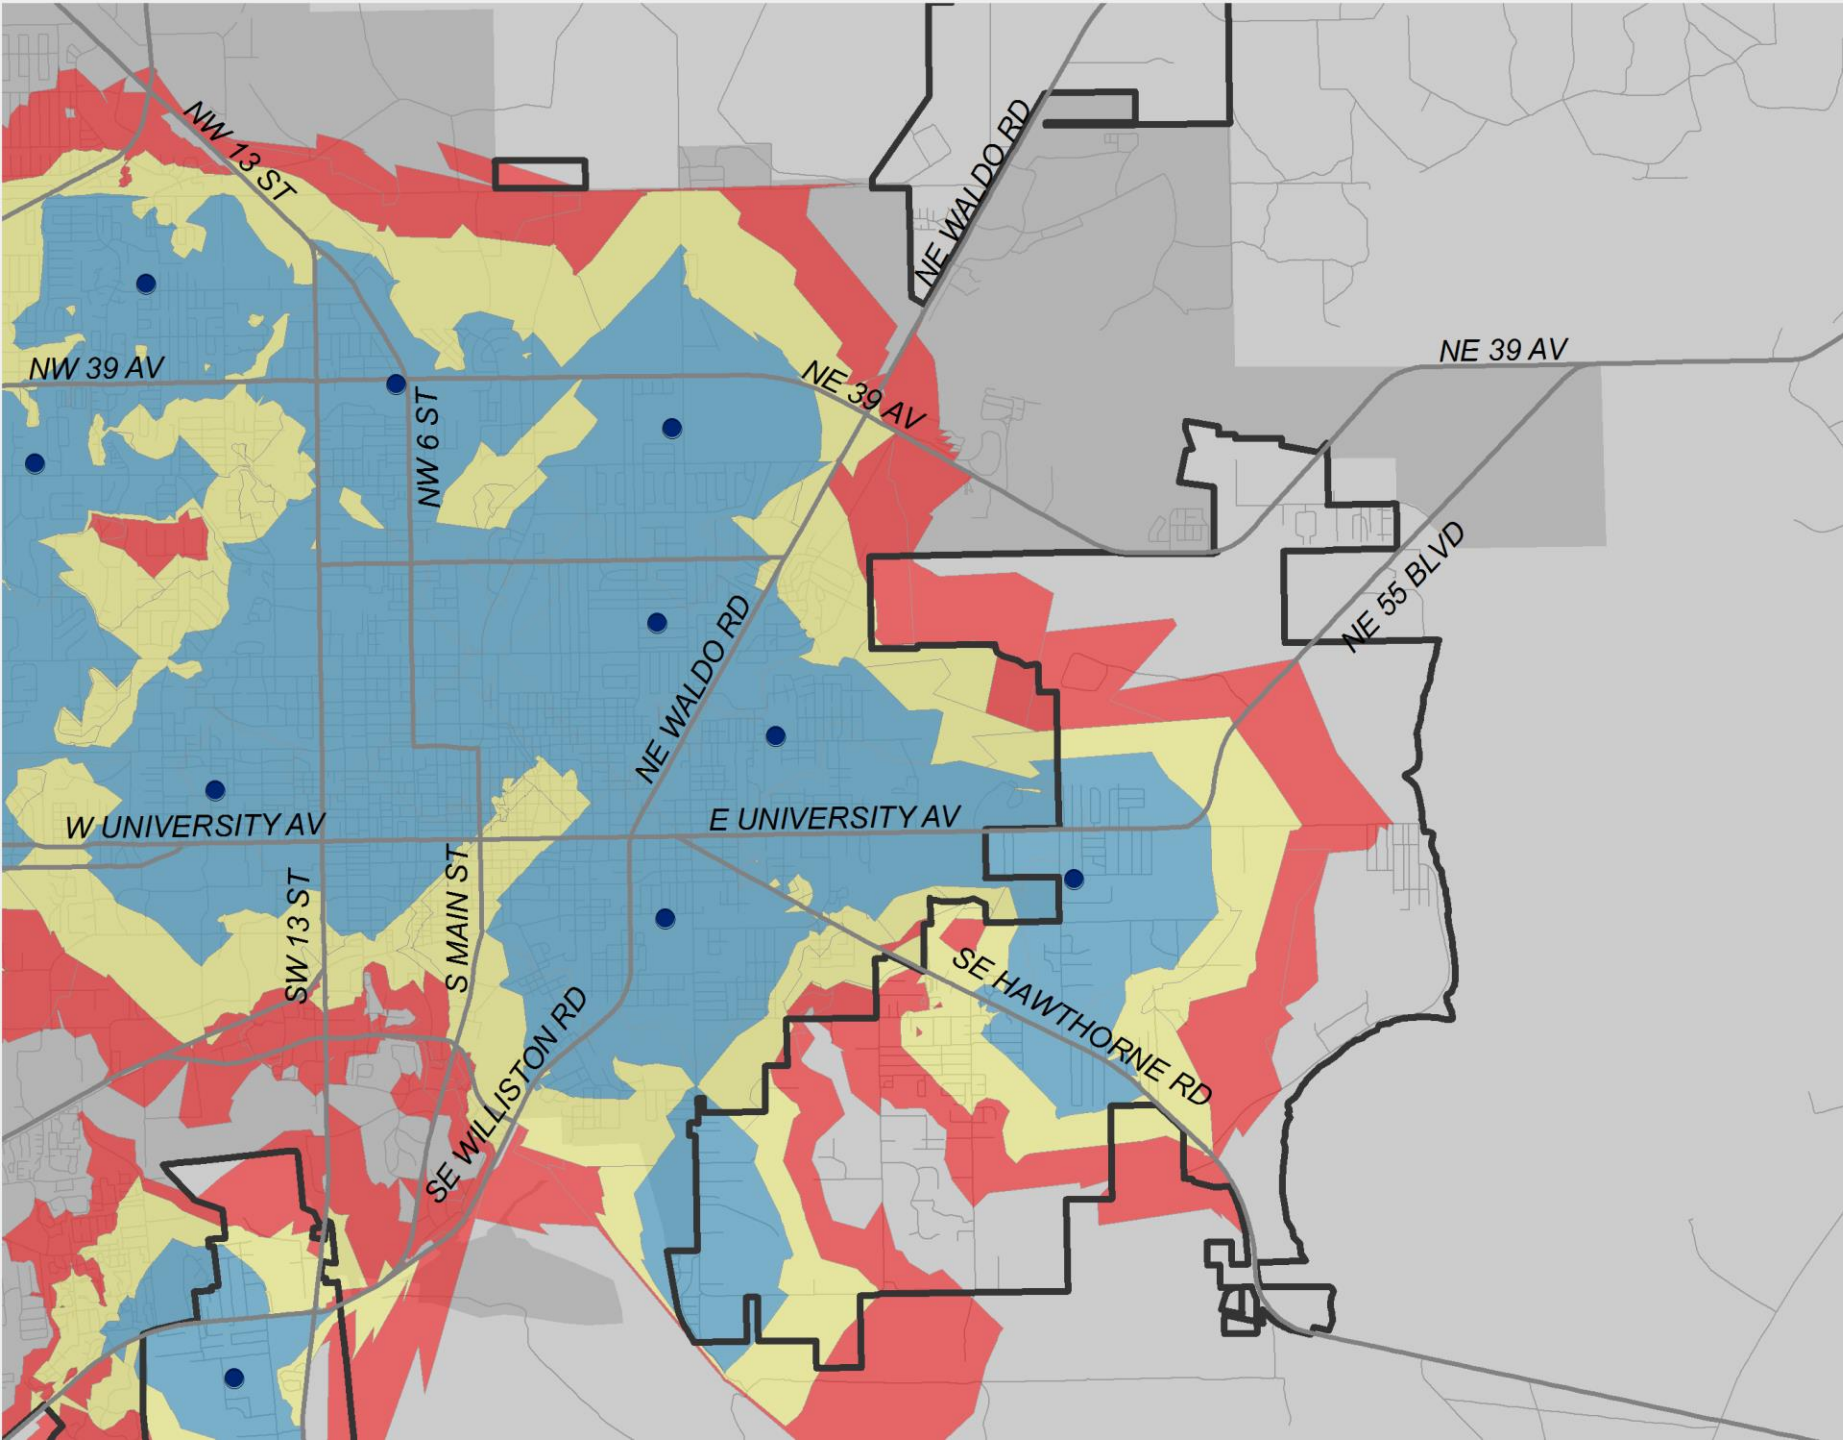 NW 13 ST
NE WALDO RD
NW 39 AV
NE 39 AV
NE 39 AV
NW 6 ST
NE 55 BLVD
NE WALDO RD
W UNIVERSITY AV
E UNIVERSITY AV
SW 13 ST
S MAIN ST
SE HAWTHORNE RD
SE WILLISTON RD